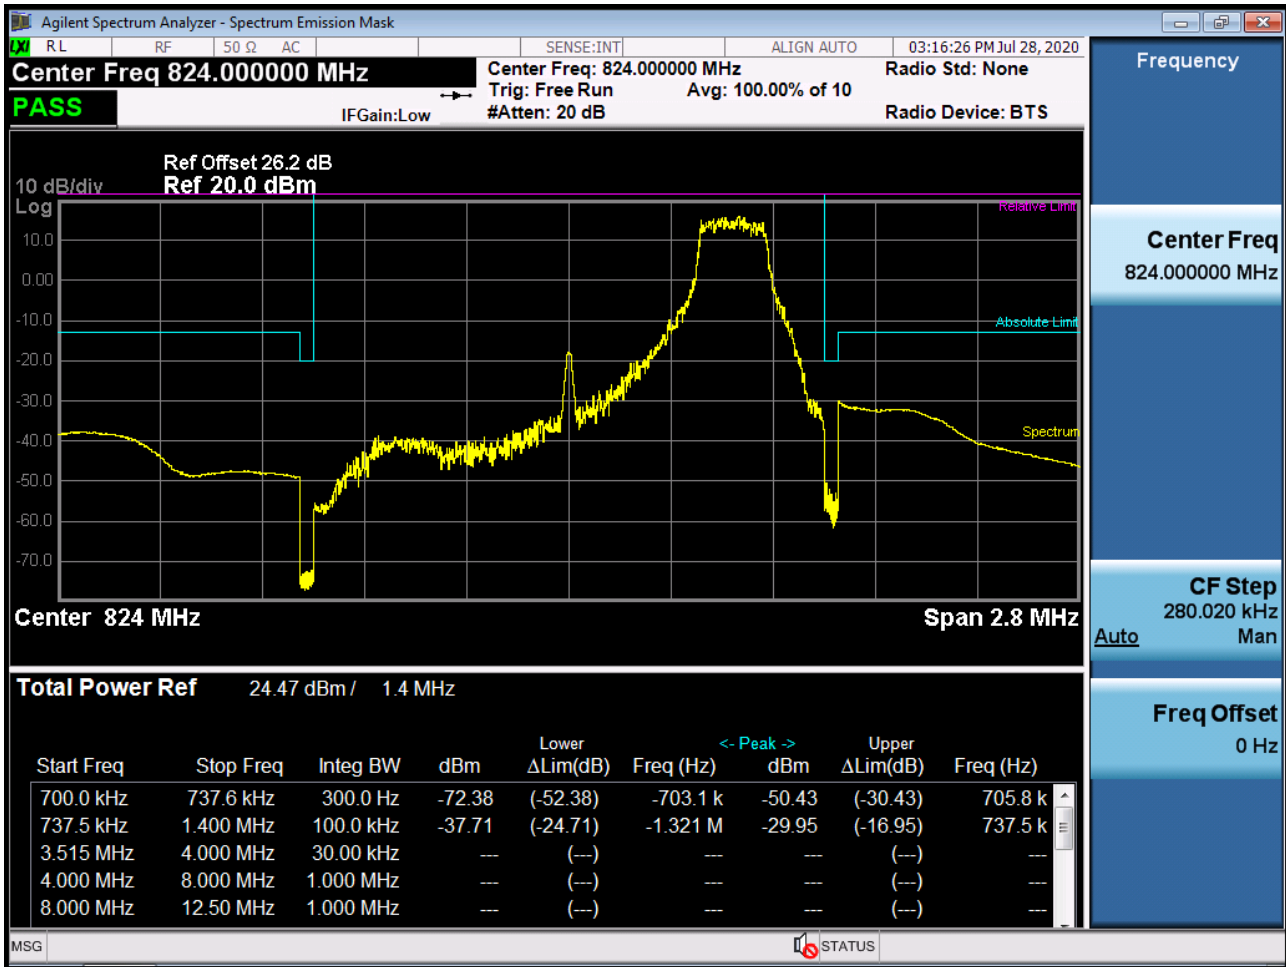 Agilent Spectrum Analyzer - Spectrum Emission Mask
LXI RL RF 50 Ω AC SENSE:INT ALIGN AUTO 03:16:26 PM Jul 28, 2020
Center Freq 824.000000 MHz
Center Freq: 824.000000 MHz Radio Std: None
Trig: Free Run Avg: 100.00% of 10
PASS IFGain:Low #Atten: 20 dB Radio Device: BTS
Ref Offset 26.2 dB
10 dB/div Ref 20.0 dBm
Log
Relative Limit
10.0
0.00
-10.0
Absolute Limit
-20.0
-30.0
Spectrum
-40.0
-50.0
-60.0
-70.0
Center 824 MHz Span 2.8 MHz
Total Power Ref 24.47 dBm / 1.4 MHz
Lower <- Peak -> Upper
Start Freq Stop Freq Integ BW dBm ΔLim(dB) Freq (Hz) dBm ΔLim(dB) Freq (Hz)
700.0 kHz 737.6 kHz 300.0 Hz -72.38 (-52.38) -703.1 k -50.43 (-30.43) 705.8 k
737.5 kHz 1.400 MHz 100.0 kHz -37.71 (-24.71) -1.321 M -29.95 (-16.95) 737.5 k
3.515 MHz 4.000 MHz 30.00 kHz --- (---) --- --- (---) ---
4.000 MHz 8.000 MHz 1.000 MHz --- (---) --- --- (---) ---
8.000 MHz 12.50 MHz 1.000 MHz --- (---) --- --- (---) ---
MSG STATUS
Frequency
Center Freq
824.000000 MHz
CF Step
280.020 kHz
Auto Man
Freq Offset
0 Hz